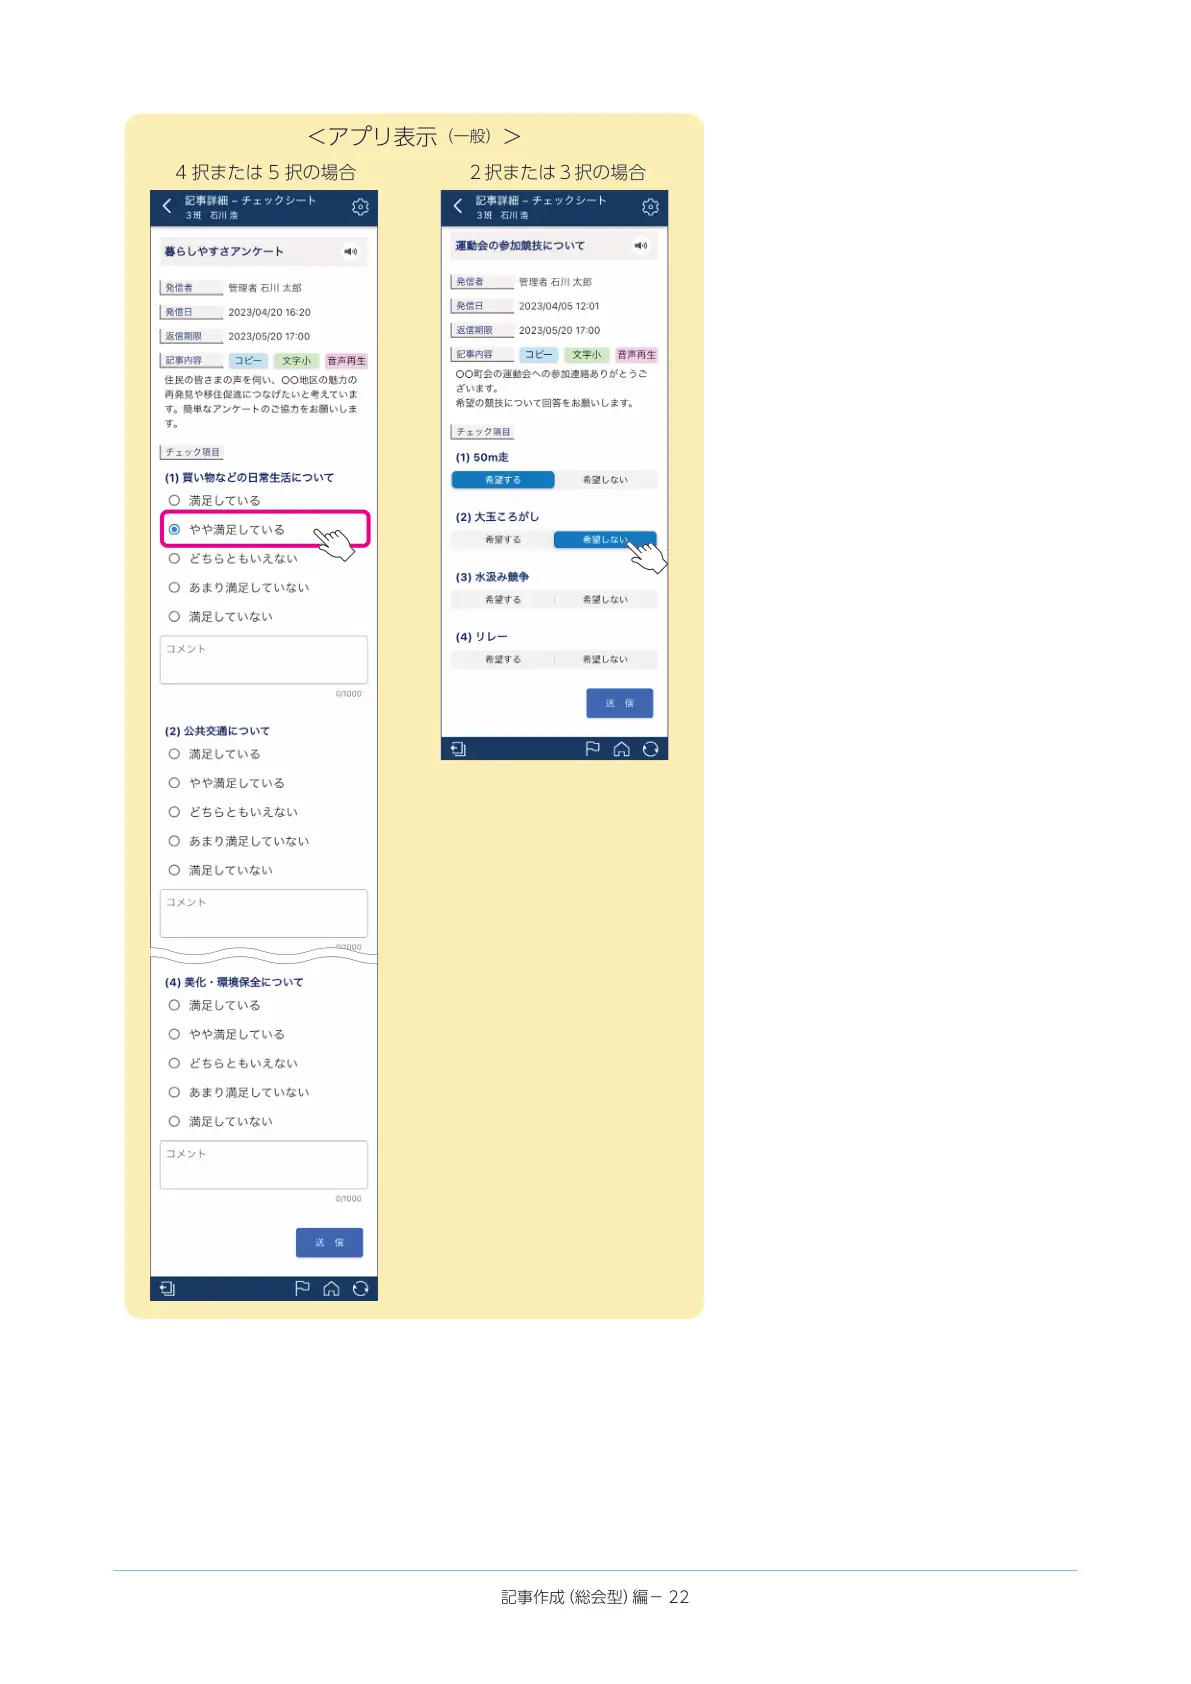 ＜アプリ表示（一般）＞
4 択または 5 択の場合
記事詳細 – チェックシート
3班 石川 浩
暮らしやすさアンケート
発信者 管理者 石川 太郎
発信日 2023/04/20 16:20
返信期限 2023/05/20 17:00
記事内容 コピー 文字小 音声再生
住民の皆さまの声を伺い、〇〇地区の魅力の
再発見や移住促進につなげたいと考えていま
す。簡単なアンケートのご協力をお願いしま
す。
チェック項目
(1) 買い物などの日常生活について
満足している
やや満足している
どちらともいえない
あまり満足していない
満足していない
コメント
0/1000
(2) 公共交通について
満足している
やや満足している
どちらともいえない
あまり満足していない
満足していない
コメント
0/1000
(4) 美化・環境保全について
満足している
やや満足している
どちらともいえない
あまり満足していない
満足していない
コメント
0/1000
送 信
2 択または 3 択の場合
記事詳細 – チェックシート
3班 石川 浩
運動会の参加競技について
発信者 管理者 石川 太郎
発信日 2023/04/05 12:01
返信期限 2023/05/20 17:00
記事内容 コピー 文字小 音声再生
〇〇町会の運動会への参加連絡ありがとうご
ざいます。
希望の競技について回答をお願いします。
チェック項目
(1) 50m走
希望する 希望しない
(2) 大玉ころがし
希望する 希望しない
(3) 水汲み競争
希望する 希望しない
(4) リレー
希望する 希望しない
送 信
記事作成（総会型）編－ 22